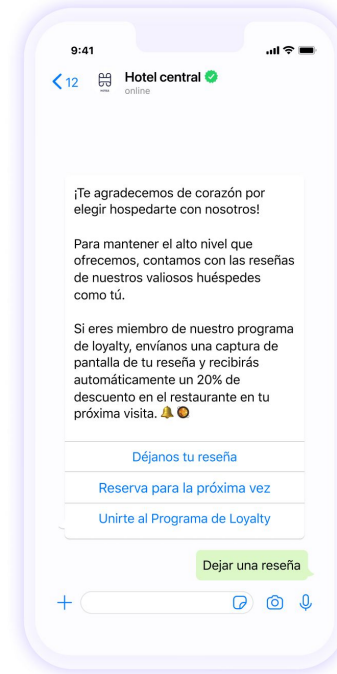 9:41
12
Hotel central
online
¡Te agradecemos de corazón por
elegir hospedarte con nosotros!
Para mantener el alto nivel que
ofrecemos, contamos con las reseñas
de nuestros valiosos huéspedes
como tú.
Si eres miembro de nuestro programa
de loyalty, envíanos una captura de
pantalla de tu reseña y recibirás
automáticamente un 20% de
descuento en el restaurante en tu
próxima visita. 🔔🥘
Déjanos tu reseña
Reserva para la próxima vez
Unirte al Programa de Loyalty
Dejar una reseña